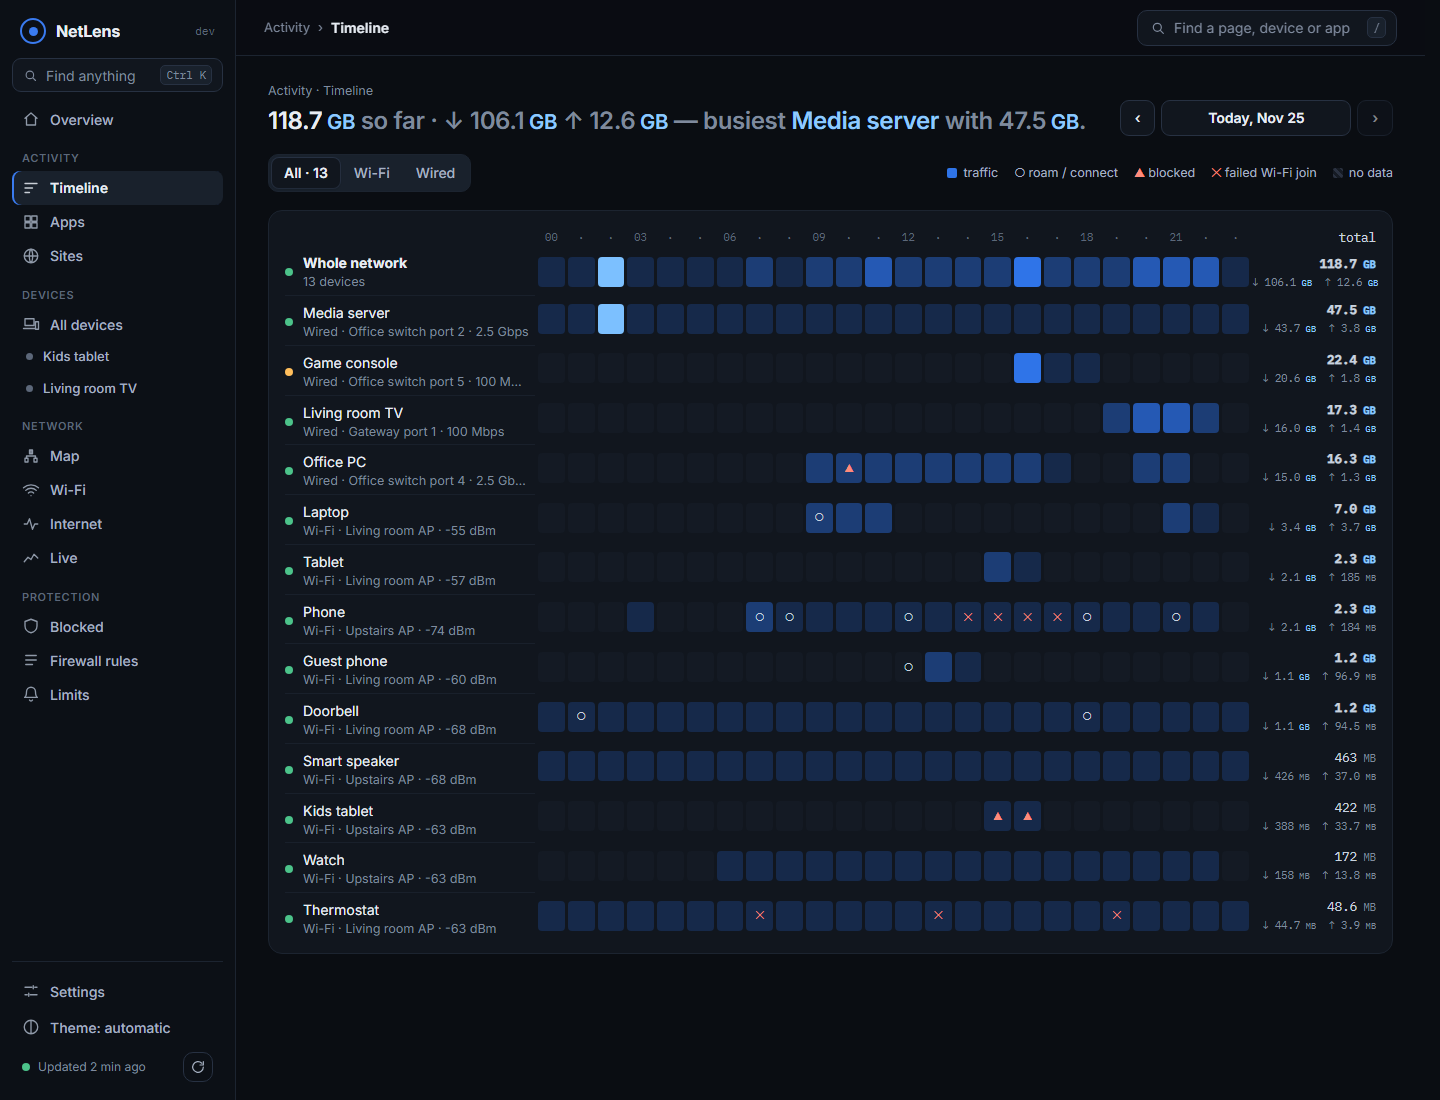 NetLens dev
Find anything Ctrl K
Overview
ACTIVITY
Timeline
Apps
Sites
DEVICES
All devices
Kids tablet
Living room TV
NETWORK
Map
Wi-Fi
Internet
Live
PROTECTION
Blocked
Firewall rules
Limits
Settings
Theme: automatic
Updated 2 min ago
Activity › Timeline
Find a page, device or app /
Activity · Timeline
118.7 GB so far · ↓ 106.1 GB ↑ 12.6 GB — busiest Media server with 47.5 GB.
‹ Today, Nov 25 ›
All · 13 Wi-Fi Wired
traffic roam / connect blocked failed Wi-Fi join no data
00 · · 03 · · 06 · · 09 · · 12 · · 15 · · 18 · · 21 · · total
Whole network 118.7 GB
13 devices ↓ 106.1 GB ↑ 12.6 GB
Media server 47.5 GB
Wired · Office switch port 2 · 2.5 Gbps ↓ 43.7 GB ↑ 3.8 GB
Game console 22.4 GB
Wired · Office switch port 5 · 100 M... ↓ 20.6 GB ↑ 1.8 GB
Living room TV 17.3 GB
Wired · Gateway port 1 · 100 Mbps ↓ 16.0 GB ↑ 1.4 GB
Office PC 16.3 GB
Wired · Office switch port 4 · 2.5 Gb... ↓ 15.0 GB ↑ 1.3 GB
Laptop 7.0 GB
Wi-Fi · Living room AP · -55 dBm ↓ 3.4 GB ↑ 3.7 GB
Tablet 2.3 GB
Wi-Fi · Living room AP · -57 dBm ↓ 2.1 GB ↑ 185 MB
Phone 2.3 GB
Wi-Fi · Upstairs AP · -74 dBm ↓ 2.1 GB ↑ 184 MB
Guest phone 1.2 GB
Wi-Fi · Living room AP · -60 dBm ↓ 1.1 GB ↑ 96.9 MB
Doorbell 1.2 GB
Wi-Fi · Living room AP · -68 dBm ↓ 1.1 GB ↑ 94.5 MB
Smart speaker 463 MB
Wi-Fi · Upstairs AP · -68 dBm ↓ 426 MB ↑ 37.0 MB
Kids tablet 422 MB
Wi-Fi · Upstairs AP · -63 dBm ↓ 388 MB ↑ 33.7 MB
Watch 172 MB
Wi-Fi · Upstairs AP · -63 dBm ↓ 158 MB ↑ 13.8 MB
Thermostat 48.6 MB
Wi-Fi · Living room AP · -63 dBm ↓ 44.7 MB ↑ 3.9 MB